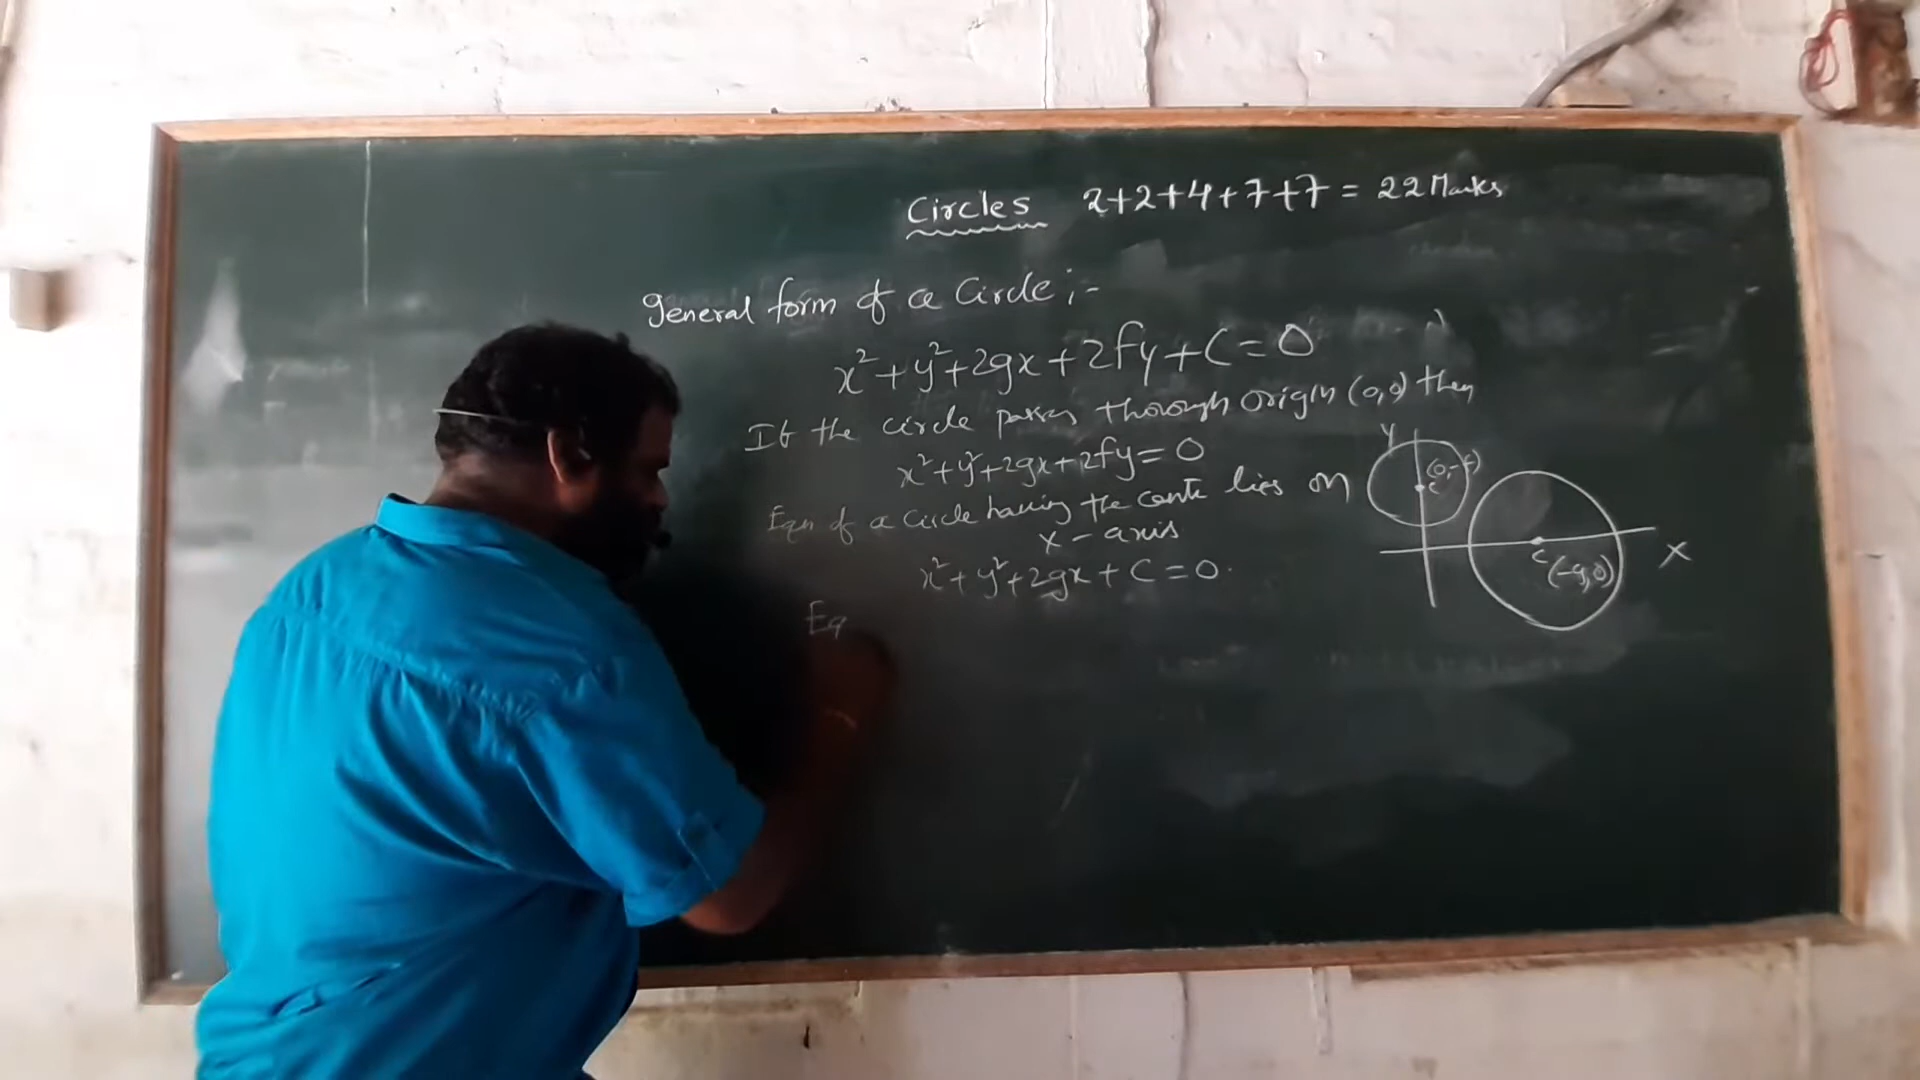 Circles 2+2+4+7+7 = 22 Marks
General form of a Circle :-
x²+y²+2gx+2fy+C=0
If the circle passes thorough origin (0,0) then
x²+y²+2gx+2fy=0
Eqn of a Circle having the centre lies on
x-axis
x²+y²+2gx+C=0.
Eq
Y
(0,-f)
C
X
C
(-g,0)